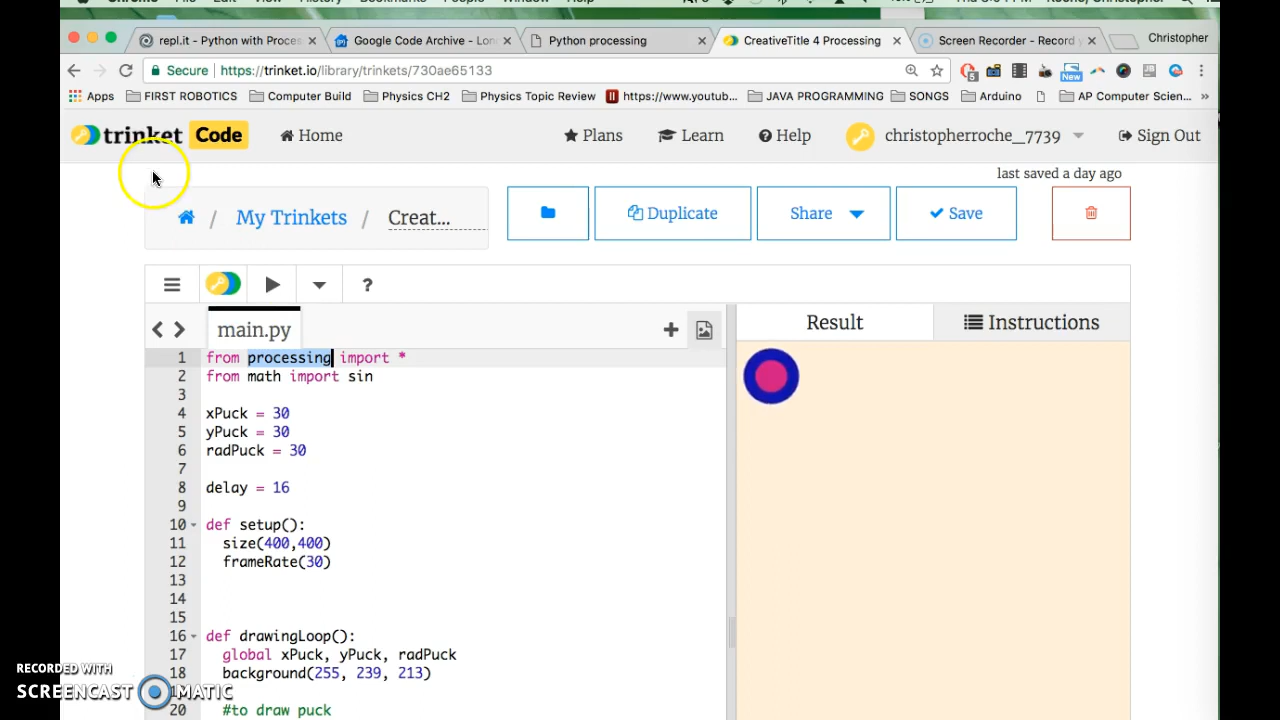 repl.it - Python with Proces
Google Code Archive - Lon
Python processing
CreativeTitle 4 Processing
Screen Recorder - Record
Christopher
Secure
https://trinket.io/library/trinkets/730ae65133
5
New
Apps
FIRST ROBOTICS
Computer Build
Physics CH2
Physics Topic Review
https://www.youtub...
JAVA PROGRAMMING
SONGS
Arduino
AP Computer Scien...
»
trinket Code
Home
Plans
Learn
Help
christopherroche_7739
Sign Out
last saved a day ago
/ My Trinkets / Creat...
Duplicate
Share
Save
?
main.py
Result
Instructions
1 from processing import *
2 from math import sin
3
4 xPuck = 30
5 yPuck = 30
6 radPuck = 30
7
8 delay = 16
9
10 def setup():
11 size(400,400)
12 frameRate(30)
13
14
15
16 def drawingLoop():
17 global xPuck, yPuck, radPuck
18 background(255, 239, 213)
20 #to draw puck
RECORDED WITH
SCREENCAST MATIC